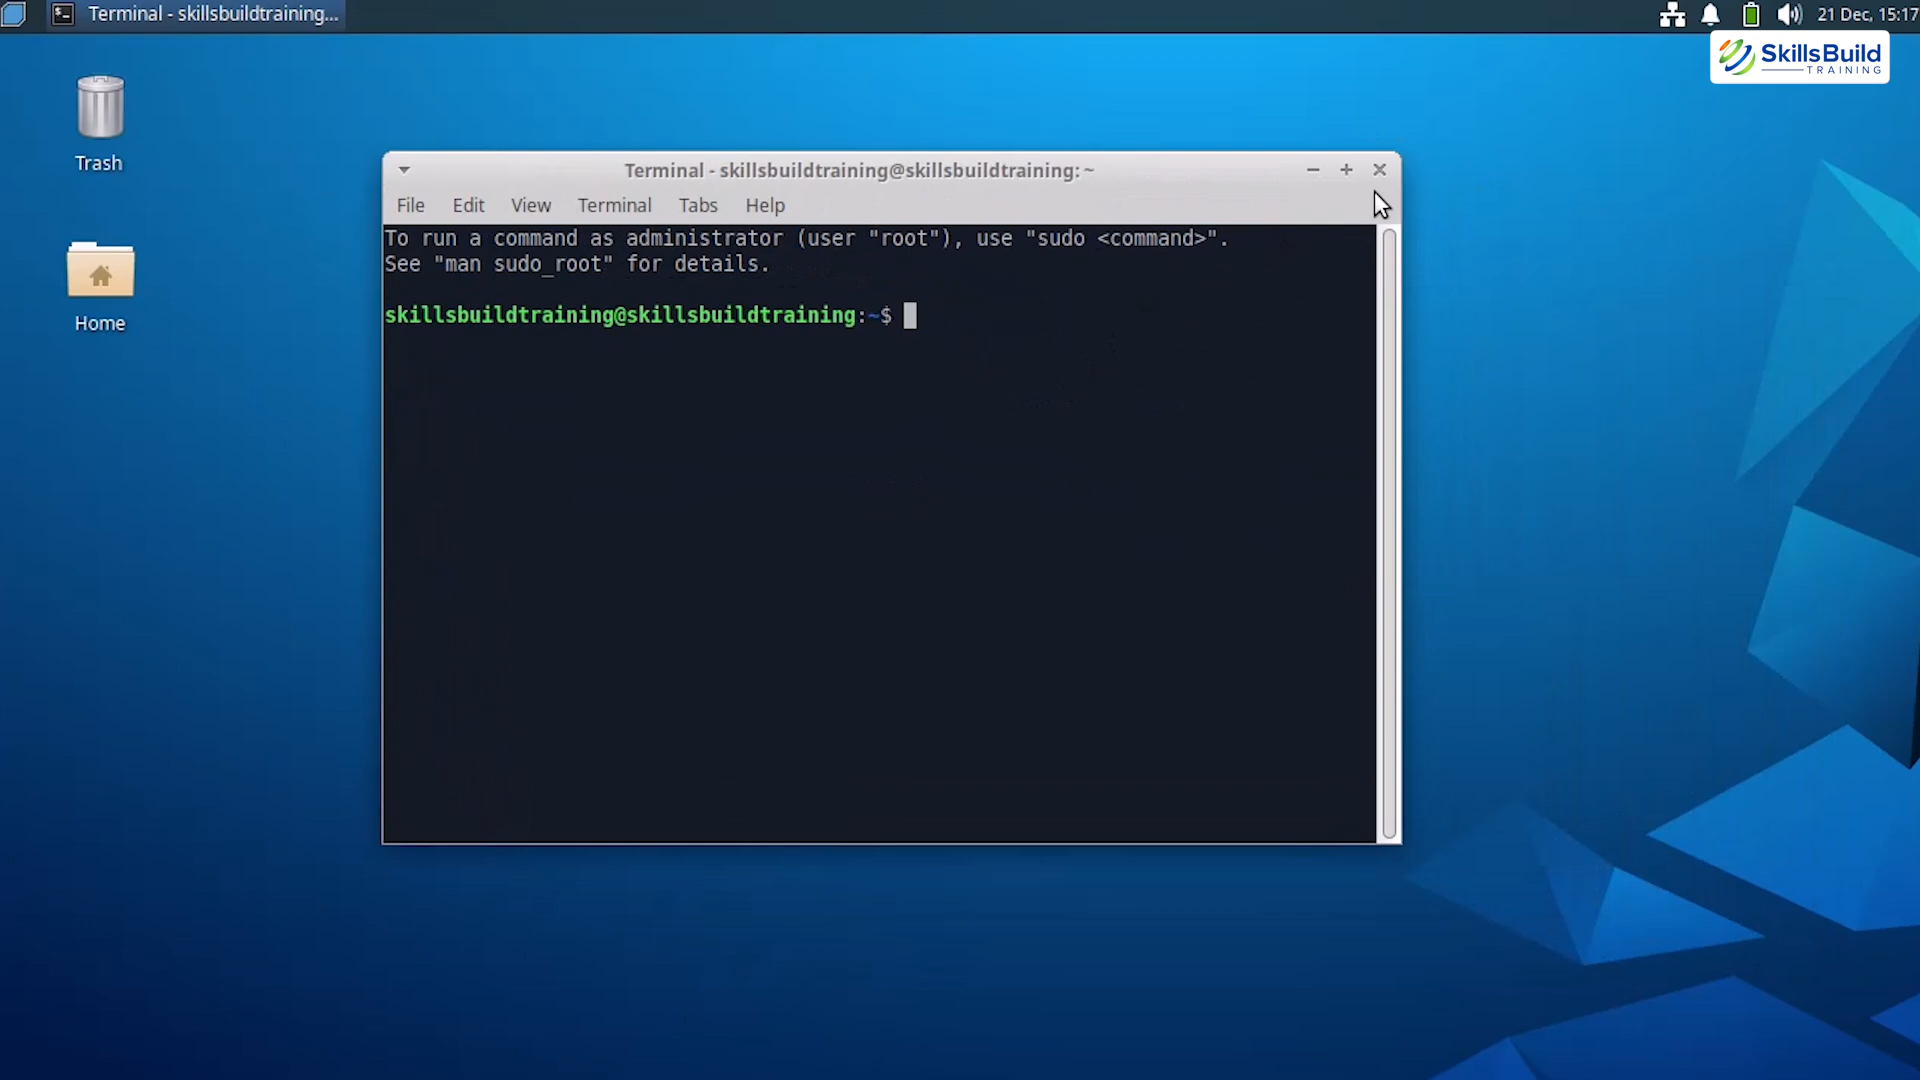 Terminal - skillsbuildtraining...
21 Dec, 15:17
SkillsBuild
TRAINING
Trash
Home
Terminal - skillsbuildtraining@skillsbuildtraining: ~
File Edit View Terminal Tabs Help
To run a command as administrator (user "root"), use "sudo <command>".
See "man sudo_root" for details.
skillsbuildtraining@skillsbuildtraining:~$